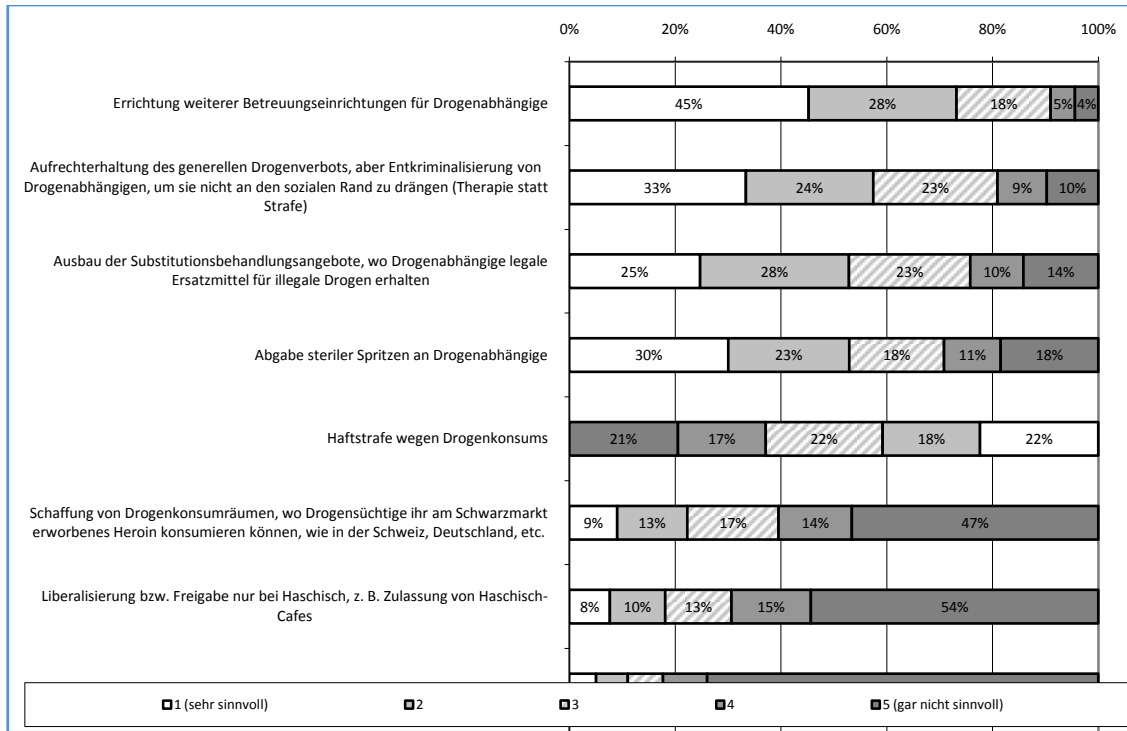 0% 20% 40% 60% 80% 100%
Errichtung weiterer Betreuungseinrichtungen für Drogenabhängige
45% 28% 18% 5% 4%
Aufrechterhaltung des generellen Drogenverbots, aber Entkriminalisierung von
Drogenabhängigen, um sie nicht an den sozialen Rand zu drängen (Therapie statt
Strafe)
33% 24% 23% 9% 10%
Ausbau der Substitutionsbehandlungsangebote, wo Drogenabhängige legale
Ersatzmittel für illegale Drogen erhalten
25% 28% 23% 10% 14%
Abgabe steriler Spritzen an Drogenabhängige
30% 23% 18% 11% 18%
Haftstrafe wegen Drogenkonsums
21% 17% 22% 18% 22%
Schaffung von Drogenkonsumräumen, wo Drogensüchtige ihr am Schwarzmarkt
erworbenes Heroin konsumieren können, wie in der Schweiz, Deutschland, etc.
9% 13% 17% 14% 47%
Liberalisierung bzw. Freigabe nur bei Haschisch, z. B. Zulassung von Haschisch-
Cafes
8% 10% 13% 15% 54%
1 (sehr sinnvoll) 2 3 4 5 (gar nicht sinnvoll)